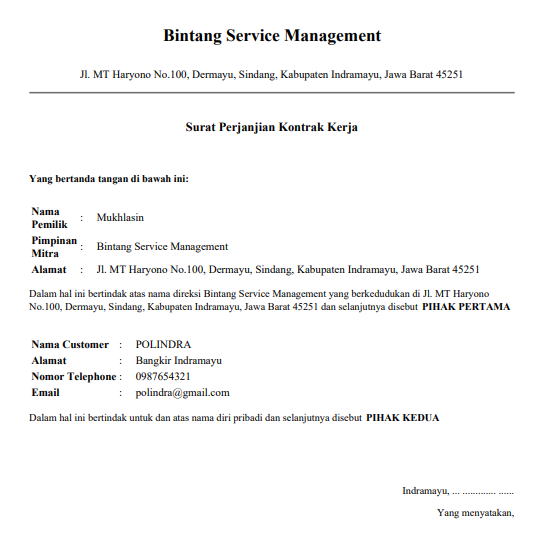 Bintang Service Management
Jl. MT Haryono No.100, Dermayu, Sindang, Kabupaten Indramayu, Jawa Barat 45251
Surat Perjanjian Kontrak Kerja
Yang bertanda tangan di bawah ini:
Nama Pemilik : Mukhlasin
Pimpinan Mitra : Bintang Service Management
Alamat : Jl. MT Haryono No.100, Dermayu, Sindang, Kabupaten Indramayu, Jawa Barat 45251
Dalam hal ini bertindak atas nama direksi Bintang Service Management yang berkedudukan di Jl. MT Haryono
No.100, Dermayu, Sindang, Kabupaten Indramayu, Jawa Barat 45251 dan selanjutnya disebut PIHAK PERTAMA
Nama Customer : POLINDRA
Alamat : Bangkir Indramayu
Nomor Telephone : 0987654321
Email : polindra@gmail.com
Dalam hal ini bertindak untuk dan atas nama diri pribadi dan selanjutnya disebut PIHAK KEDUA
Indramayu, ... ............. ......
Yang menyatakan,